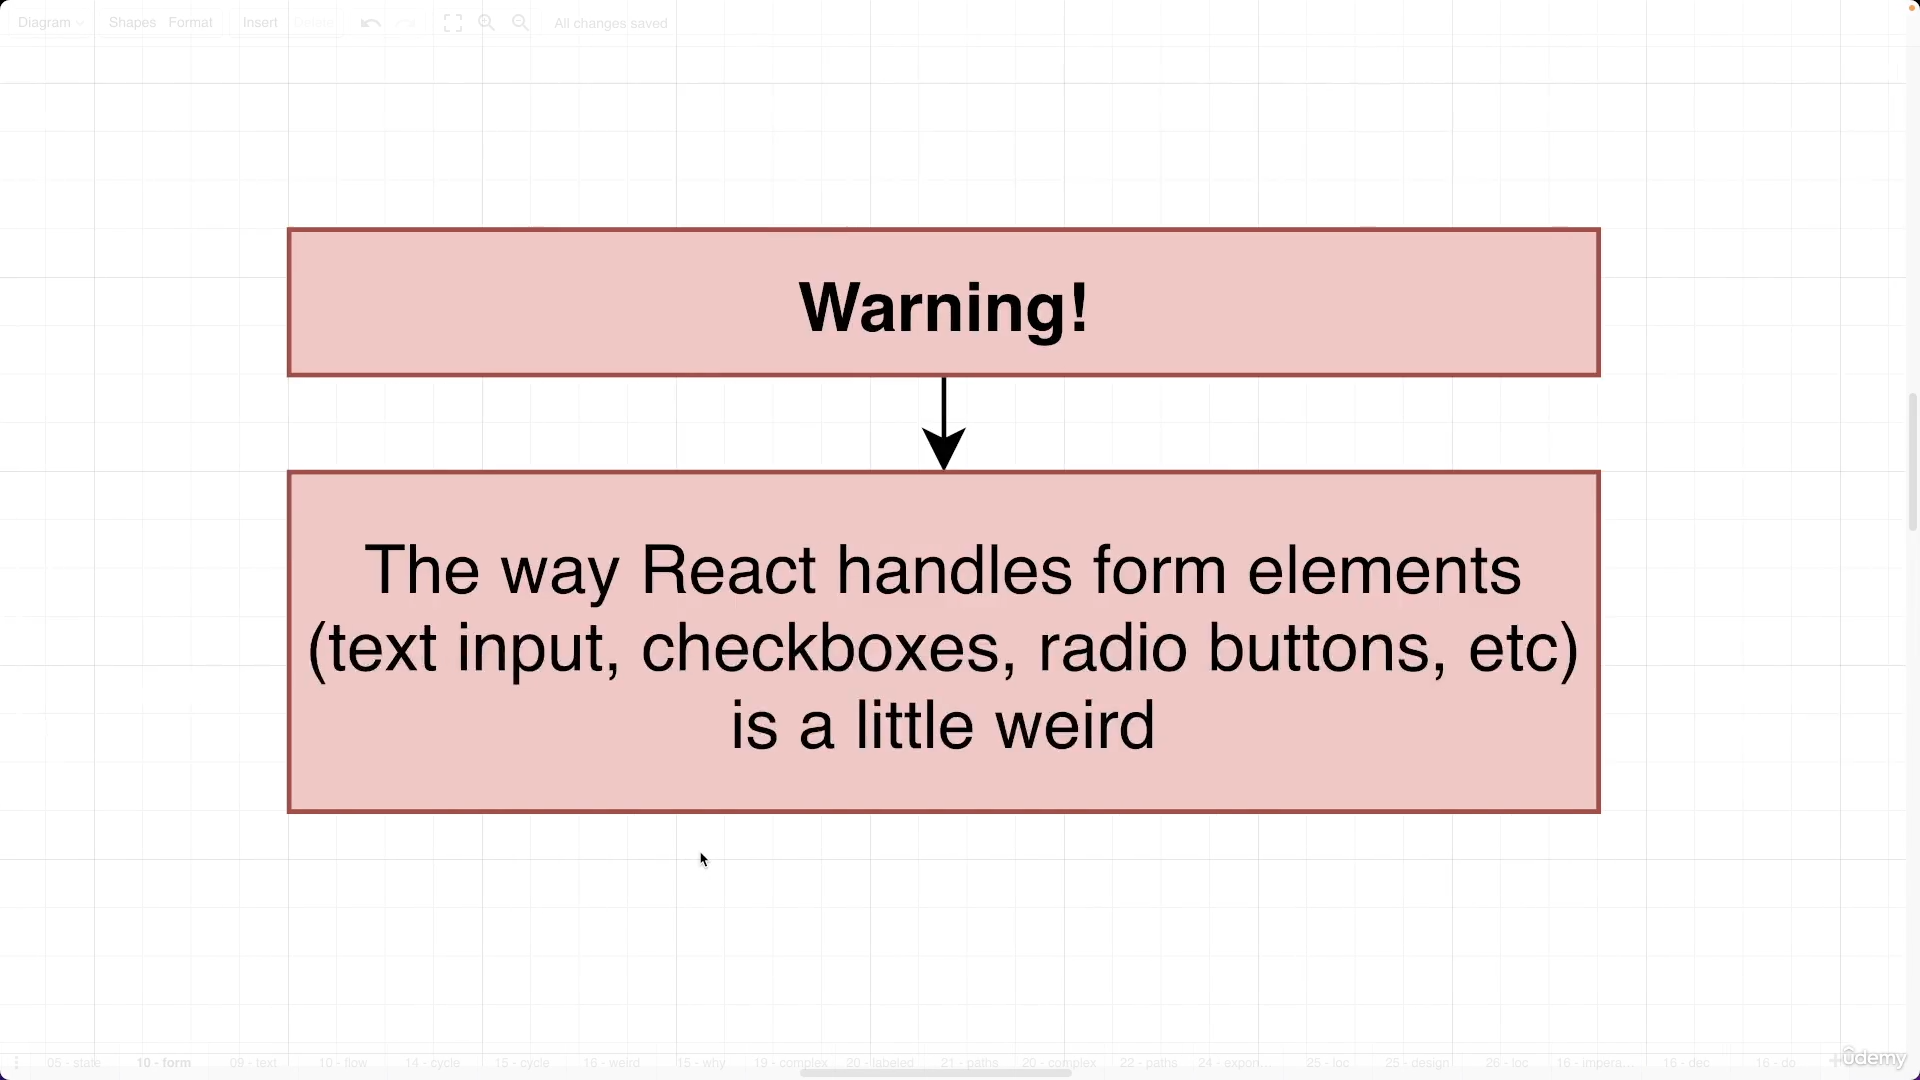 Diagram
Shapes
Format
Insert
Delete
All changes saved
Warning!
The way React handles form elements
(text input, checkboxes, radio buttons, etc)
is a little weird
05 - state
10 - form
09 - text
10 - flow
14 - cycle
15 - cycle
16 - weird
15 - why
19 - complex
20 - labeled
21 - paths
20 - complex
22 - paths
24 - expon...
25 - loc
25 - design
26 - loc
16 - impera...
16 - dec
16 - do
ûdemy